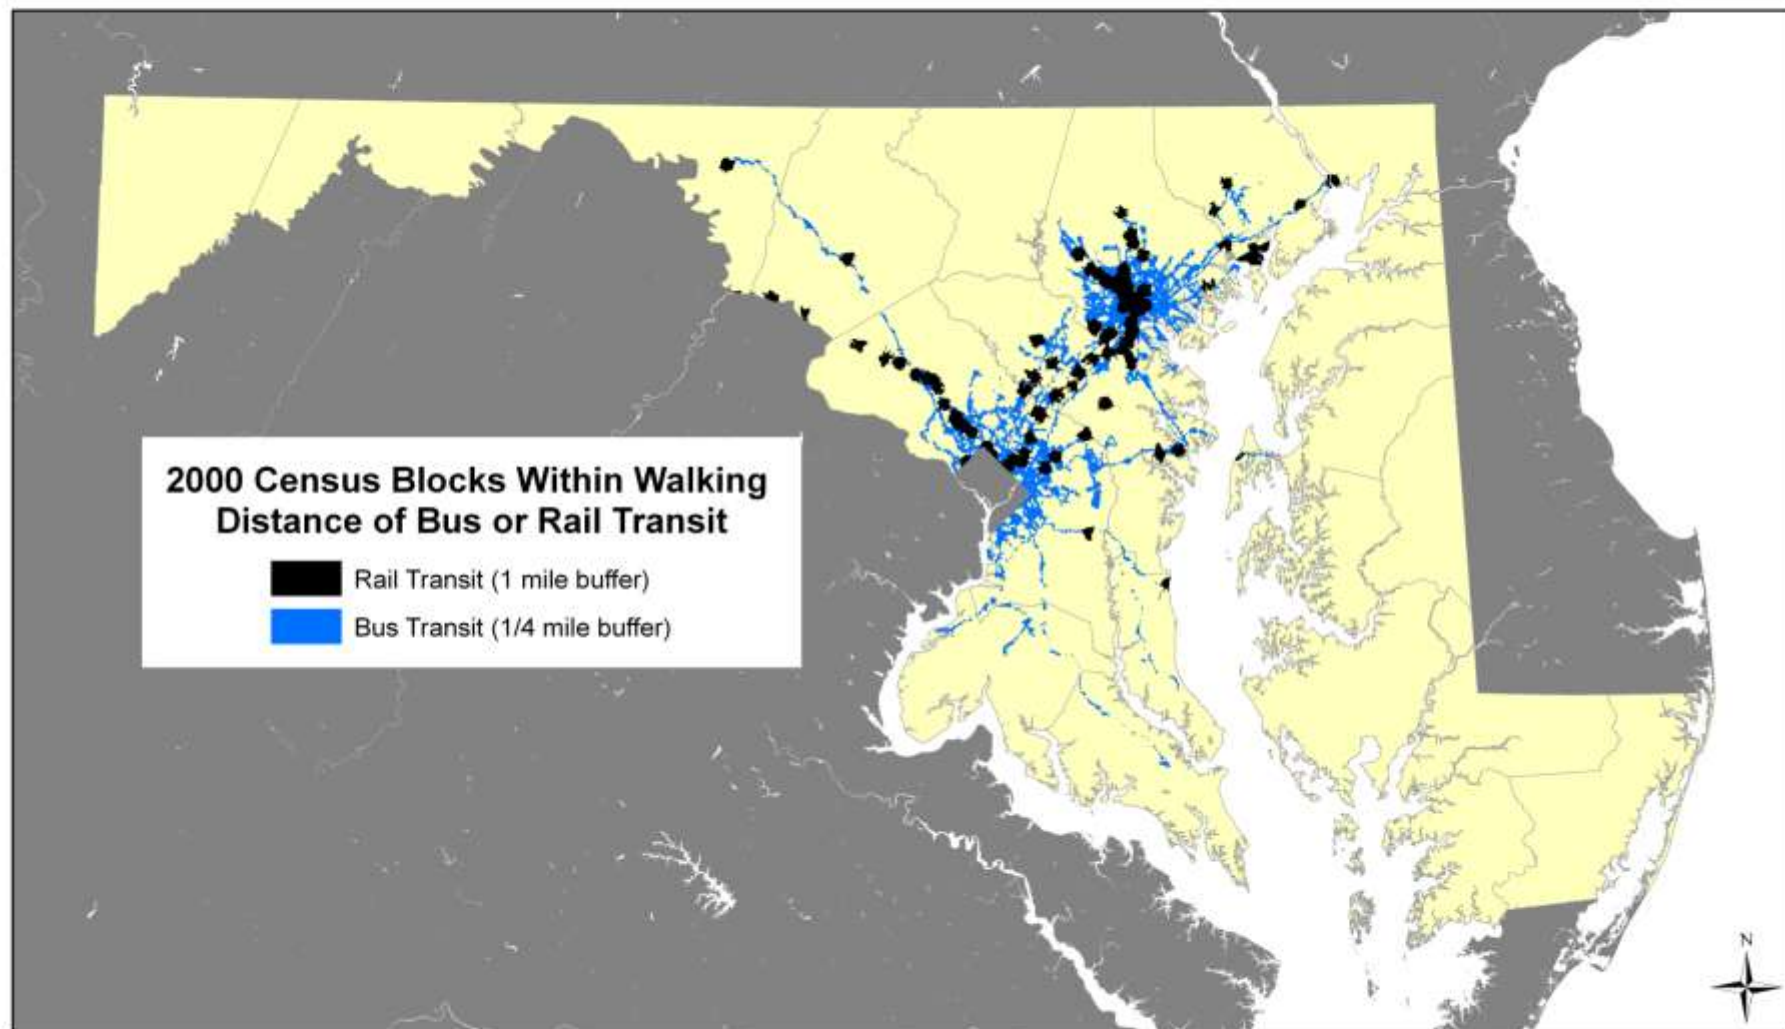 2000 Census Blocks Within Walking
Distance of Bus or Rail Transit
Rail Transit (1 mile buffer)
Bus Transit (1/4 mile buffer)
N